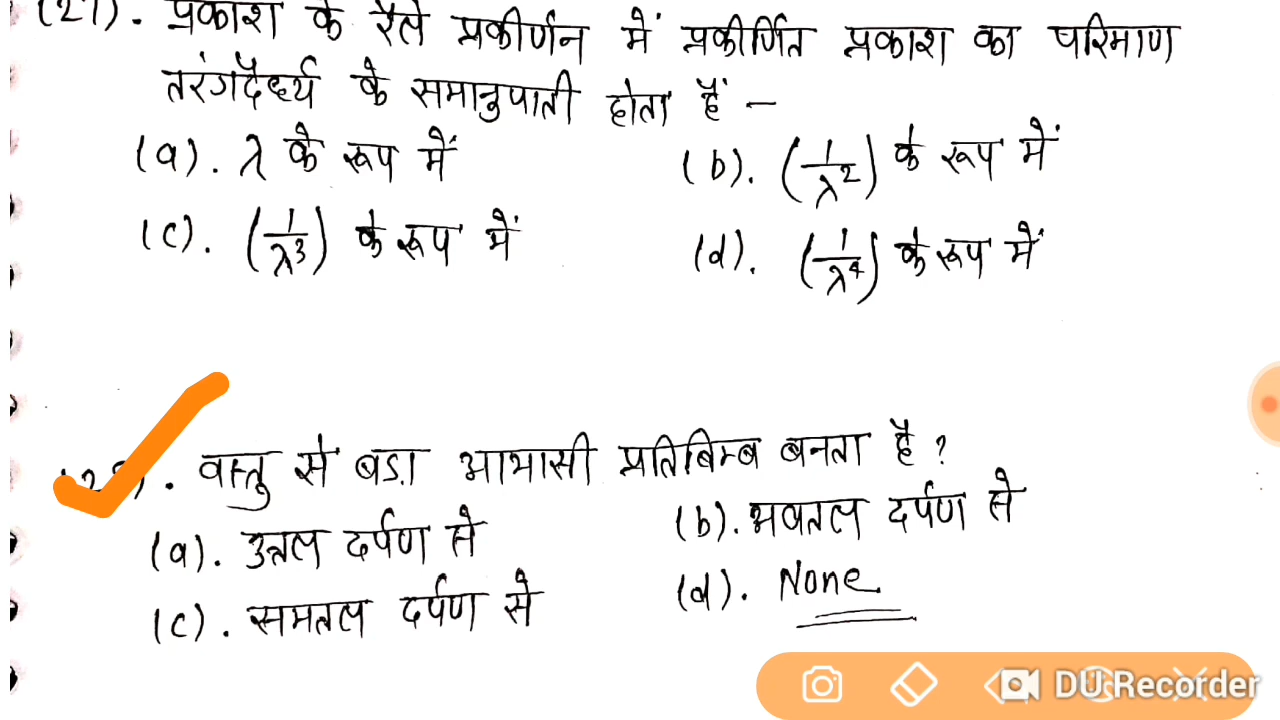 (27). प्रकाश के रैले प्रकीर्णन में प्रकीर्णित प्रकाश का परिमाण
तरंगदैर्ध्य के समानुपाती होता हैं –
(a). λ के रूप में (b). (1/λ²) के रूप में
(c). (1/λ³) के रूप में (d). (1/λ⁴) के रूप में
वस्तु से बड़ा आभासी प्रतिबिम्ब बनता है ?
(a). उत्तल दर्पण से (b). अवतल दर्पण से
(c). समतल दर्पण से (d). None
DU Recorder